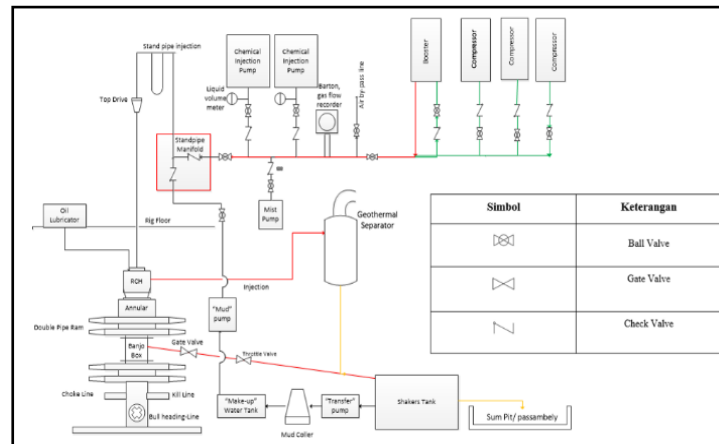 Stand pipe injection
Top Drive
Chemical
Injection
Pump
Chemical
Injection
Pump
Liquid
volume
meter
Barton,
gas flow
recorder
Air by pass line
Booster
Compressor
Compressor
Compressor
Standpipe
Manifold
Mist
Pump
Oil
Lubricator
Rig Floor
Geothermal
Separator
RCH
Injection
Annular
Double Pipe Ram
Banjo
Box
Gate Valve
Throttle Valve
"Mud"
pump
Choke Line
Kill Line
Bull heading-Line
"Make-up"
Water Tank
Mud Coller
"Transfer"
pump
Shakers Tank
Sum Pit/ passambely
Simbol Keterangan
Ball Valve
Gate Valve
Check Valve